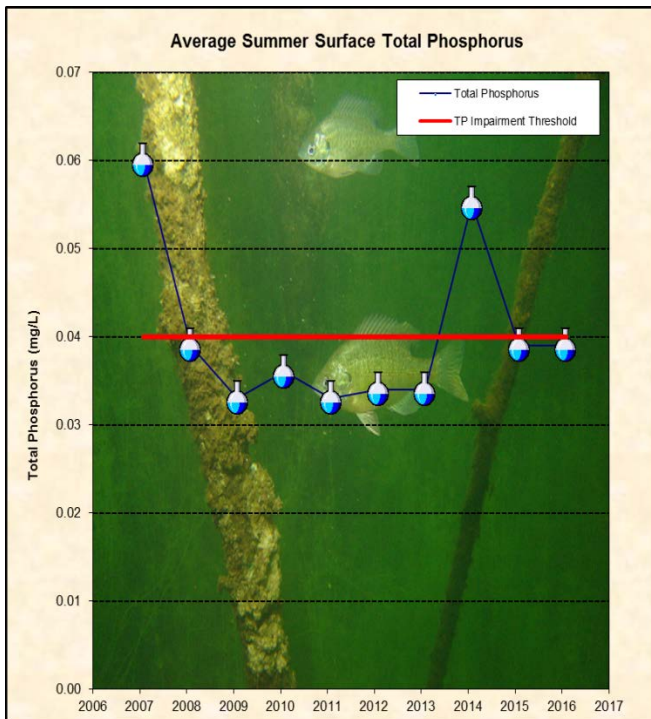 Average Summer Surface Total Phosphorus
Total Phosphorus
TP Impairment Threshold
Total Phosphorus (mg/L)
0.07
0.06
0.05
0.04
0.03
0.02
0.01
0.00
2006 2007 2008 2009 2010 2011 2012 2013 2014 2015 2016 2017